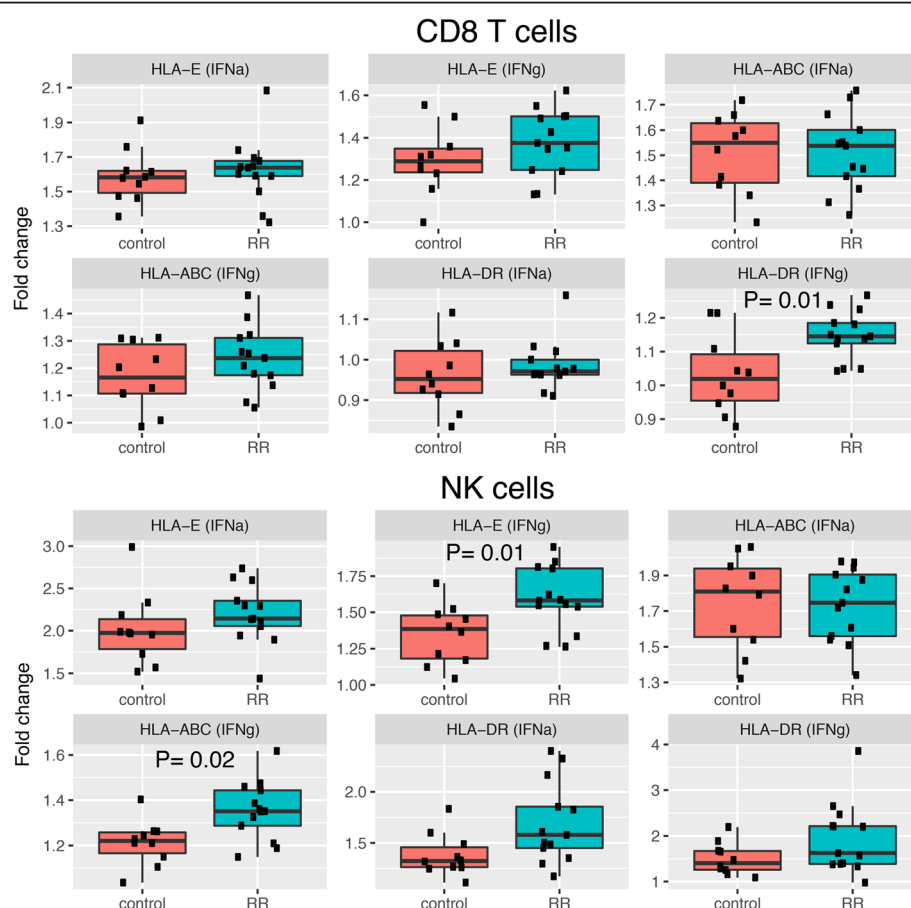 CD8 T cells
HLA−E (IFNa)
HLA−E (IFNg)
HLA−ABC (IFNa)
2.1
1.9
1.7
1.5
1.3
1.6
1.4
1.2
1.0
1.7
1.6
1.5
1.4
1.3
control
RR
control
RR
control
RR
Fold change
HLA−ABC (IFNg)
HLA−DR (IFNa)
HLA−DR (IFNg)
P= 0.01
1.4
1.3
1.2
1.1
1.0
1.1
1.0
0.9
1.2
1.1
1.0
0.9
control
RR
control
RR
control
RR
NK cells
HLA−E (IFNa)
HLA−E (IFNg)
HLA−ABC (IFNa)
P= 0.01
3.0
2.5
2.0
1.5
1.75
1.50
1.25
1.00
1.9
1.7
1.5
1.3
control
RR
control
RR
control
RR
Fold change
HLA−ABC (IFNg)
HLA−DR (IFNa)
HLA−DR (IFNg)
P= 0.02
1.6
1.4
1.2
2.0
1.5
4
3
2
1
control
RR
control
RR
control
RR